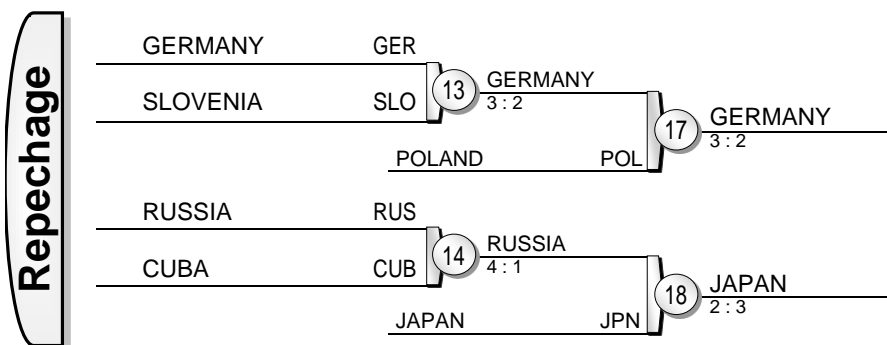 Repechage
GERMANY GER
SLOVENIA SLO
13
GERMANY
3 : 2
POLAND POL
17
GERMANY
3 : 2
RUSSIA RUS
CUBA CUB
14
RUSSIA
4 : 1
JAPAN JPN
18
JAPAN
2 : 3